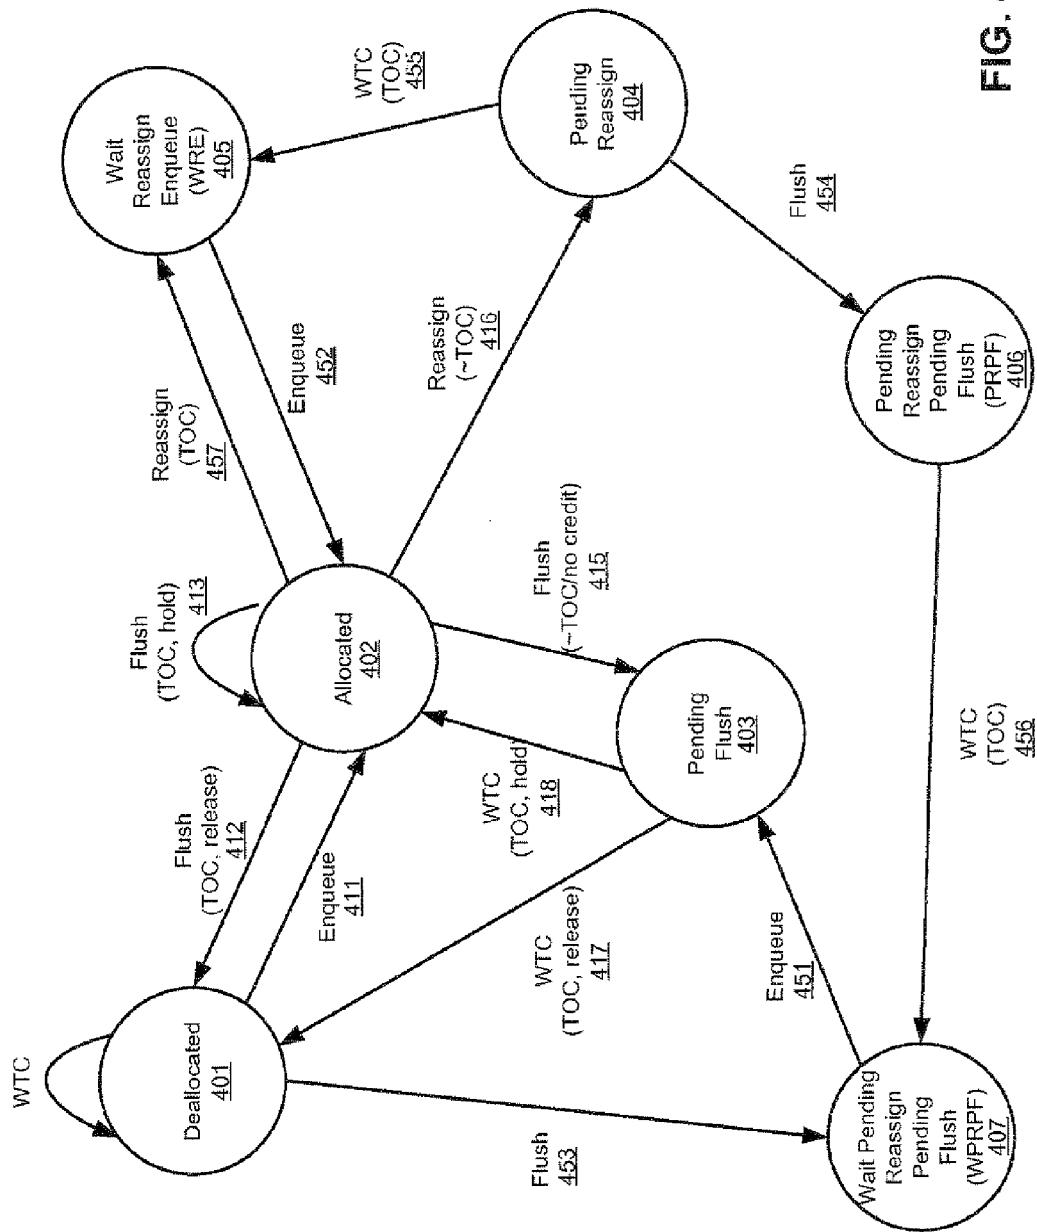 WTC
Deallocated
401
Flush
(TOC, release)
412
Enqueue
411
Flush
(TOC, hold)
413
Allocated
402
Reassign
(TOC)
457
Enqueue
452
Wait
Reassign
Enqueue
(WRE)
405
WTC
(TOC)
455
Reassign
(~TOC)
416
Pending
Reassign
404
Flush
454
Flush
(~TOC/no credit)
415
WTC
(TOC, hold)
418
Pending
Flush
403
WTC
(TOC, release)
417
Enqueue
451
Flush
453
Wait Pending
Reassign
Pending
Flush
(WPRPF)
407
WTC
(TOC)
456
Pending
Reassign
Pending
Flush
(PRPF)
406
FIG.